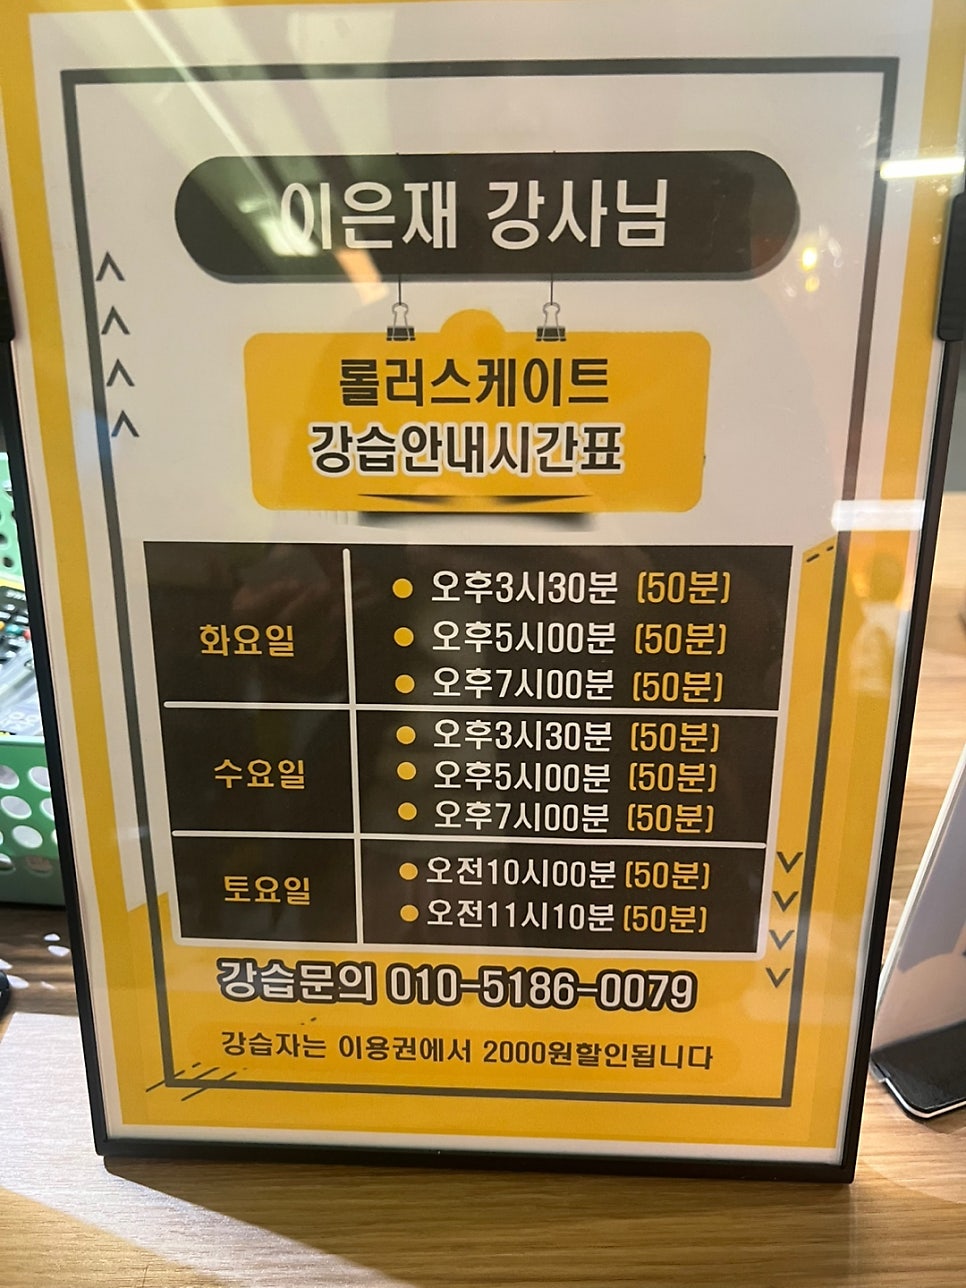 이은재 강사님
롤러스케이트
강습안내시간표
화요일
오후3시30분 (50분)
오후5시00분 (50분)
오후7시00분 (50분)
수요일
오후3시30분 (50분)
오후5시00분 (50분)
오후7시00분 (50분)
토요일
오전10시00분 (50분)
오전11시10분 (50분)
강습문의 010-5186-0079
강습자는 이용권에서 2000원할인됩니다